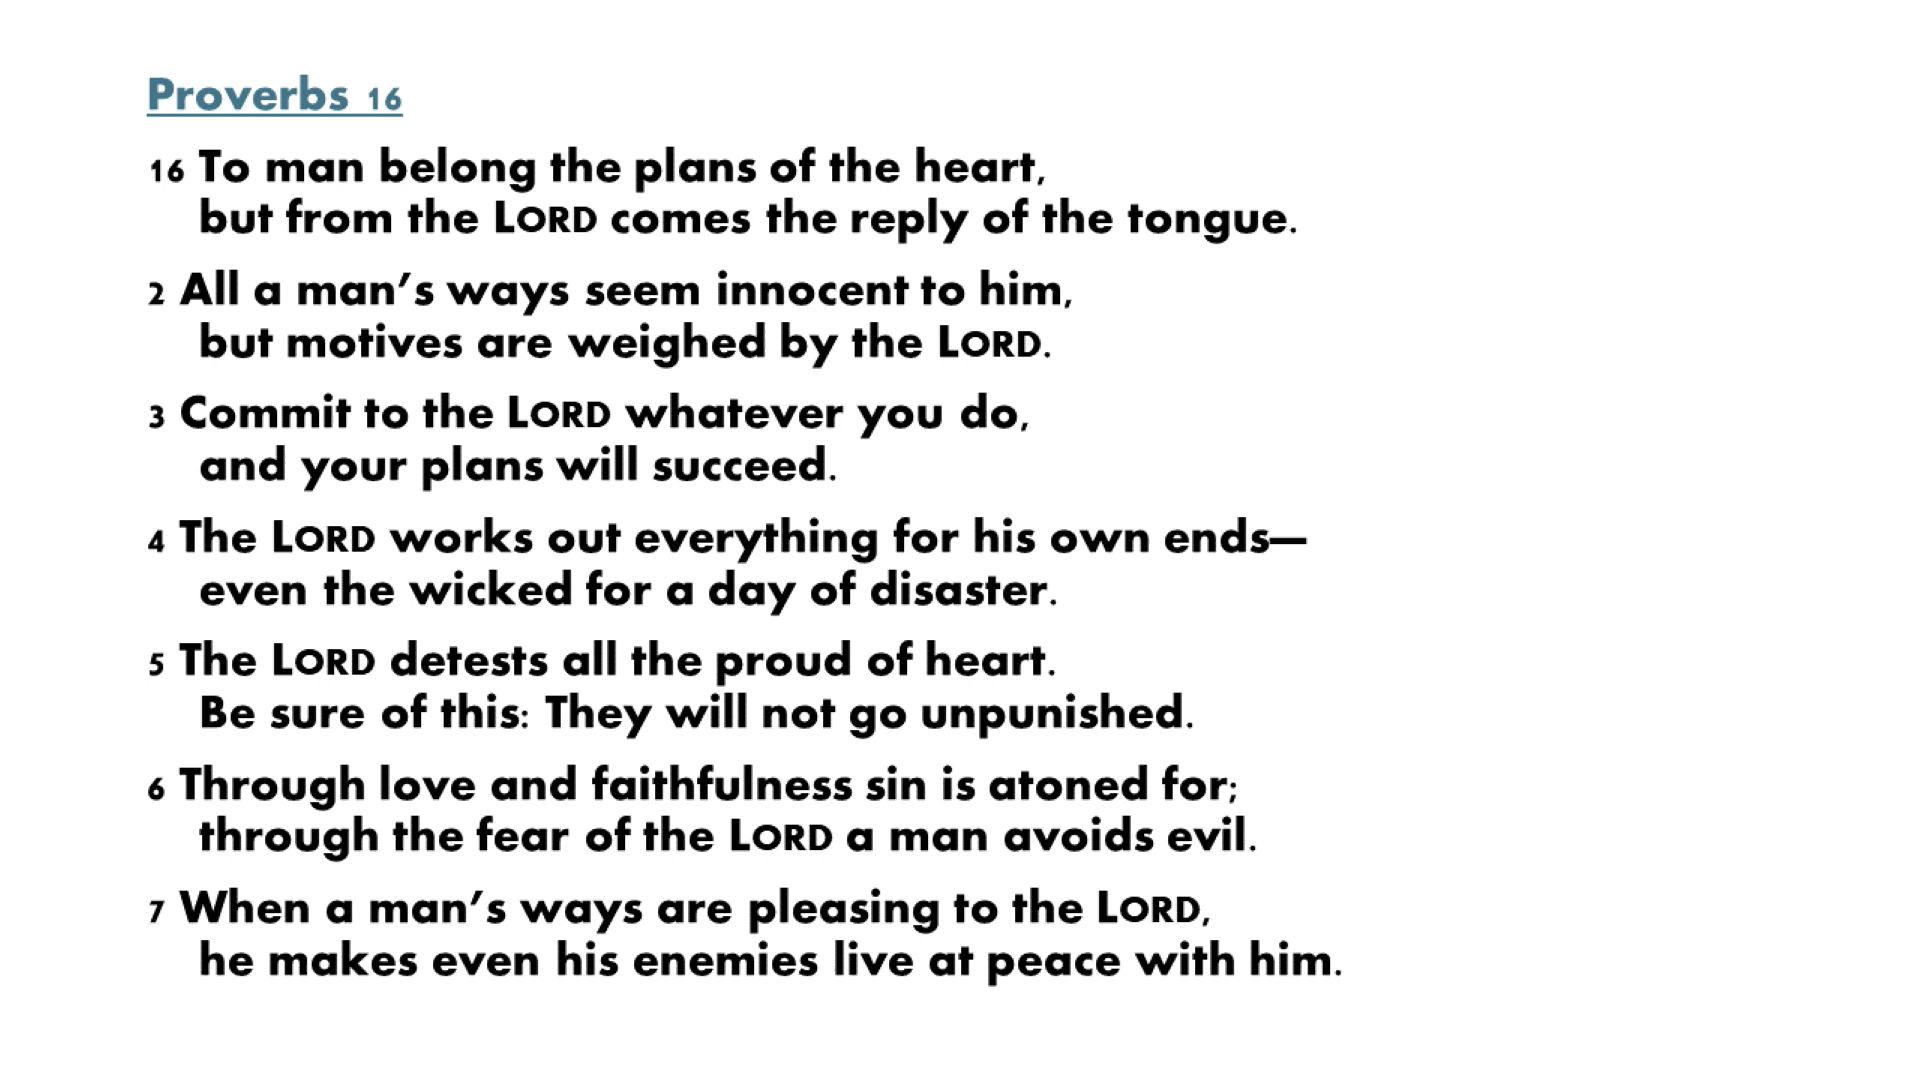 Proverbs 16
16 To man belong the plans of the heart,
but from the LORD comes the reply of the tongue.
2 All a man’s ways seem innocent to him,
but motives are weighed by the LORD.
3 Commit to the LORD whatever you do,
and your plans will succeed.
4 The LORD works out everything for his own ends—
even the wicked for a day of disaster.
5 The LORD detests all the proud of heart.
Be sure of this: They will not go unpunished.
6 Through love and faithfulness sin is atoned for;
through the fear of the LORD a man avoids evil.
7 When a man’s ways are pleasing to the LORD,
he makes even his enemies live at peace with him.